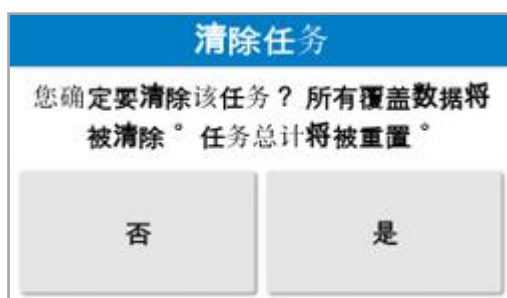 清除任务
您确定要清除该任务？所有覆盖数据将
被清除。任务总计将被重置。
否
是